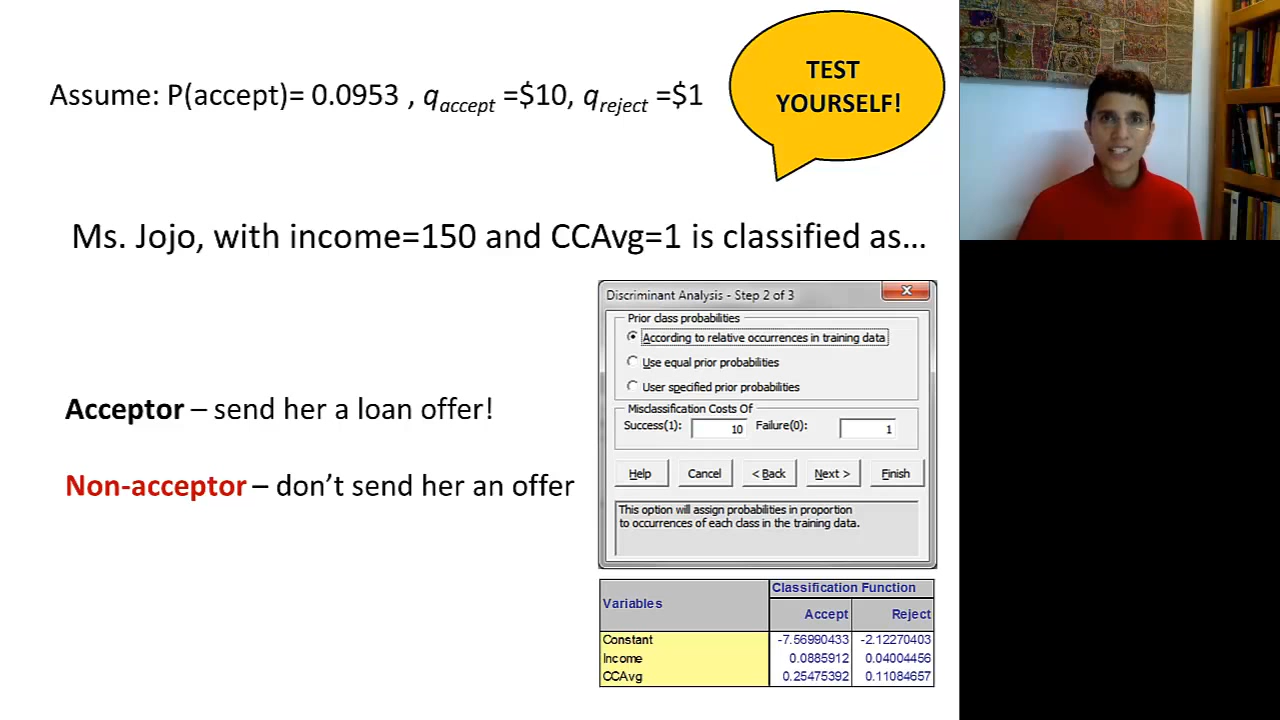 Assume: P(accept)= 0.0953 , qaccept =$10, qreject =$1
TEST
YOURSELF!
Ms. Jojo, with income=150 and CCAvg=1 is classified as…
Acceptor – send her a loan offer!
Non-acceptor – don't send her an offer
Discriminant Analysis - Step 2 of 3
Prior class probabilities
According to relative occurrences in training data
Use equal prior probabilities
User specified prior probabilities
Misclassification Costs Of
Success(1): 10 Failure(0): 1
Help Cancel < Back Next > Finish
This option will assign probabilities in proportion
to occurrences of each class in the training data.
Variables Classification Function
Accept Reject
Constant -7.56990433 -2.12270403
Income 0.0885912 0.04004456
CCAvg 0.25475392 0.11084657